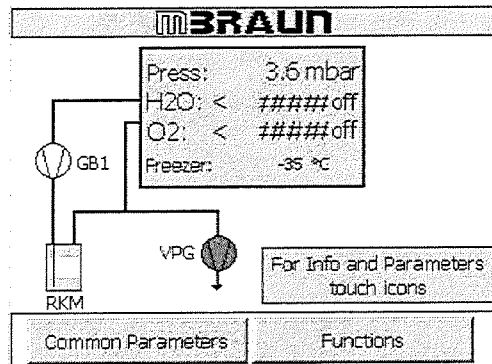 MBRAUN
Press: 3.6 mbar
H2O: < ##### off
O2: < ##### off
Freezer: -35 °C
GB1
VPG
RKM
For Info and Parameters
touch icons
Common Parameters
Functions